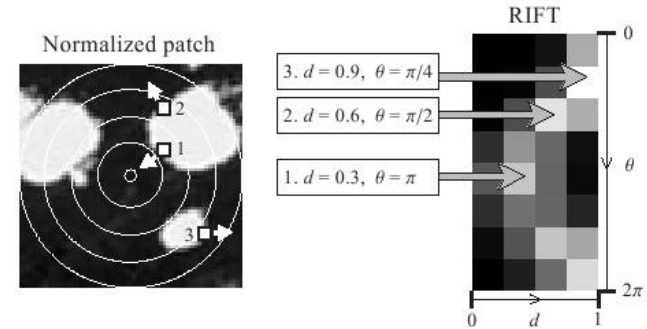 Normalized patch
2
1
3
RIFT
0
3. d = 0.9, θ = π/4
2. d = 0.6, θ = π/2
1. d = 0.3, θ = π
θ
2π
0
d
1